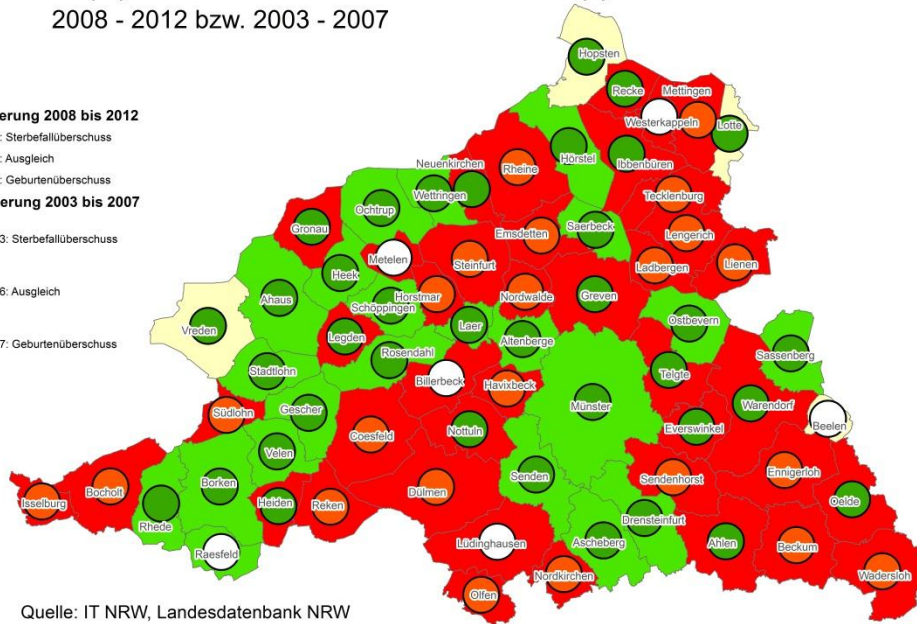 2008 - 2012 bzw. 2003 - 2007
erung 2008 bis 2012
: Sterbefallüberschuss
: Ausgleich
: Geburtenüberschuss
erung 2003 bis 2007
3: Sterbefallüberschuss
6: Ausgleich
7: Geburtenüberschuss
Hopsten
Recke
Mettingen
Westerkappeln
Lotte
Neuenkirchen
Rheine
Hörstel
Ibbenbüren
Wettringen
Ochtrup
Tecklenburg
Gronau
Emsdetten
Saerbeck
Lengerich
Metelen
Steinfurt
Ladbergen
Lienen
Heek
Ahaus
Schöppingen
Horstmar
Nordwalde
Greven
Vreden
Laer
Altenberge
Ostbevern
Legden
Rosendahl
Sassenberg
Stadtlohn
Billerbeck
Havixbeck
Telgte
Münster
Warendorf
Südlohn
Gescher
Coesfeld
Nottuln
Everswinkel
Beelen
Velen
Isselburg
Bocholt
Borken
Dülmen
Senden
Sendenhorst
Ennigerloh
Rhede
Heiden
Reken
Oelde
Drensteinfurt
Raesfeld
Lüdinghausen
Ascheberg
Ahlen
Beckum
Nordkirchen
Wadersloh
Olfen
Quelle: IT NRW, Landesdatenbank NRW